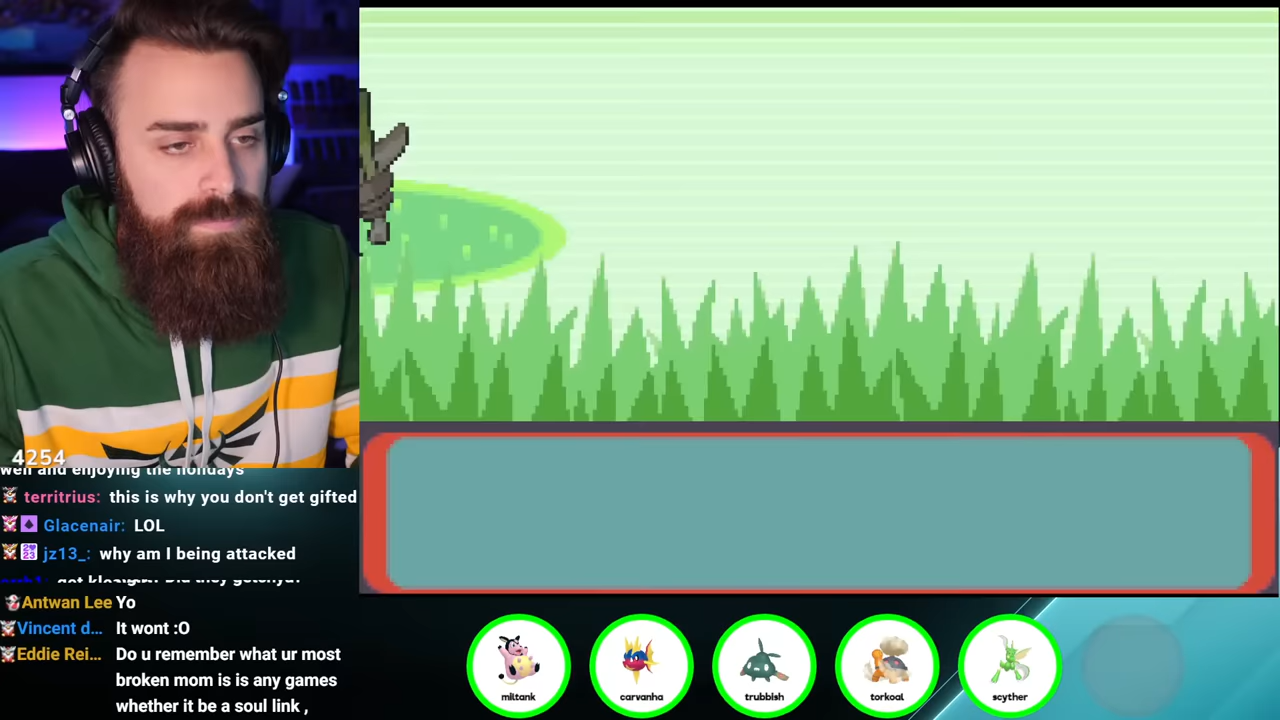 4254
well and enjoying the holidays
territrius: this is why you don't get gifted
Glacenair: LOL
jz13_: why am I being attacked
Antwan Lee Yo
Vincent d... It wont :O
Eddie Rei... Do u remember what ur most
broken mom is is any games
whether it be a soul link ,
miltank
carvanha
trubbish
torkoal
scyther